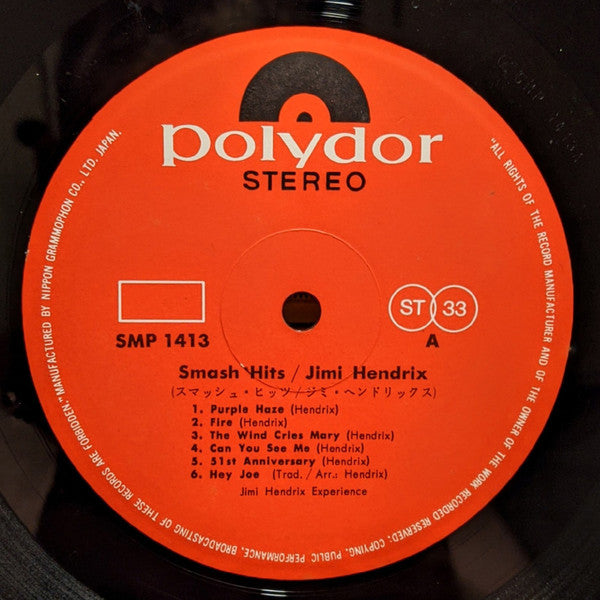 polydor
STEREO
ST 33
SMP 1413
A
Smash Hits / Jimi Hendrix
(スマッシュ・ヒッツ/ジミ・ヘンドリックス)
1. Purple Haze (Hendrix)
2. Fire (Hendrix)
3. The Wind Cries Mary (Hendrix)
4. Can You See Me (Hendrix)
5. 51st Anniversary (Hendrix)
6. Hey Joe (Trad. / Arr.: Hendrix)
Jimi Hendrix Experience
"ALL RIGHTS OF THE RECORD MANUFACTURER AND OF THE OWNER OF THE WORK RECORDED RESERVED; COPYING, PUBLIC PERFORMANCE, BROADCASTING OF THESE RECORDS ARE FORBIDDEN." MANUFACTURED BY NIPPON GRAMMOPHON CO., LTD. JAPAN.